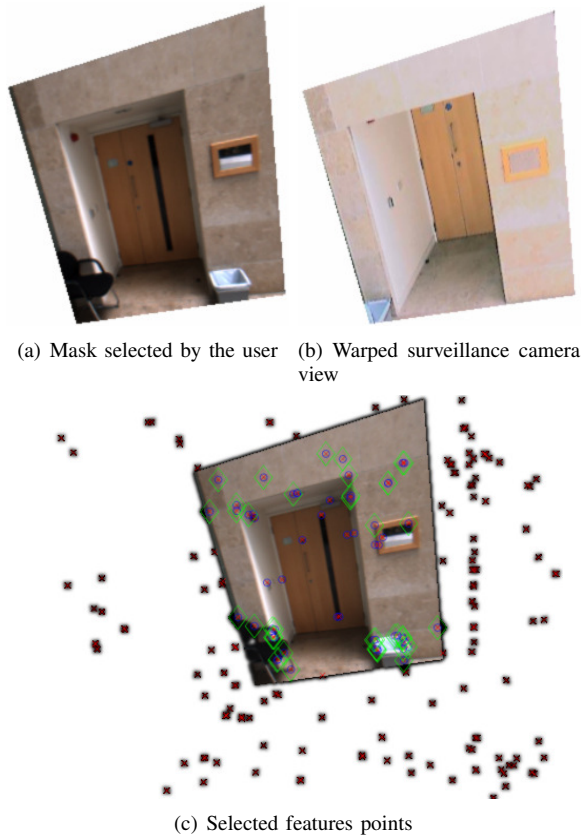 (a) Mask selected by the user
(b) Warped surveillance camera
view
(c) Selected features points